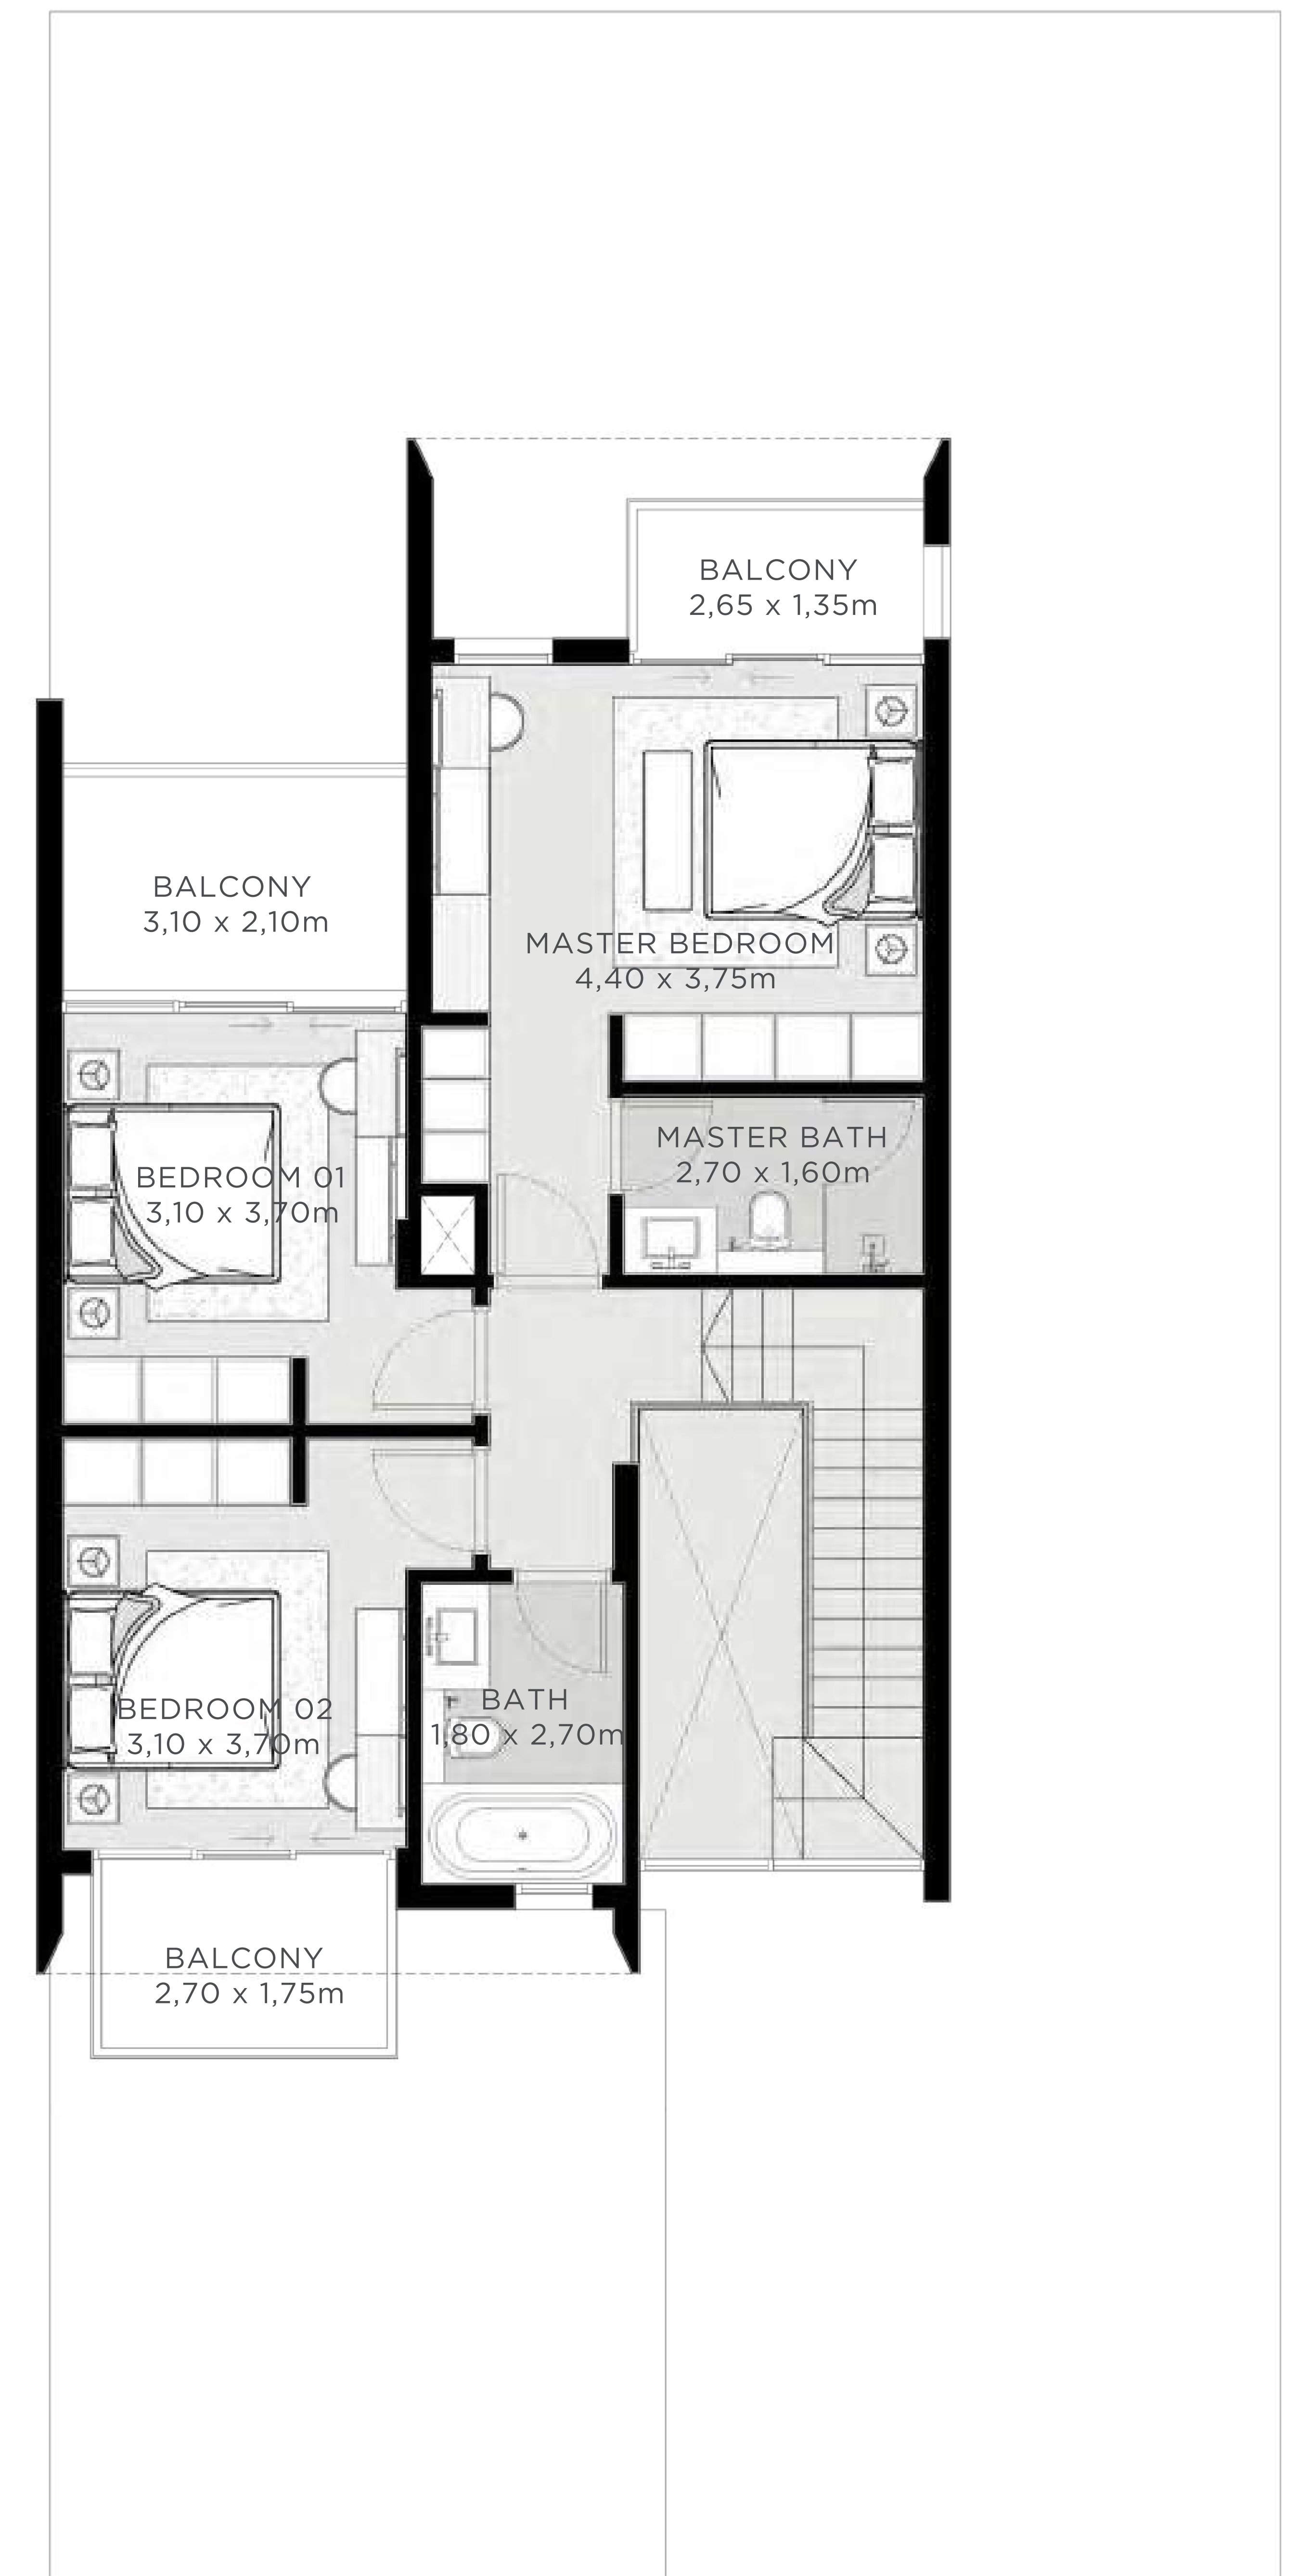 BALCONY
2,65 x 1,35m
BALCONY
3,10 x 2,10m
MASTER BEDROOM
4,40 x 3,75m
MASTER BATH
2,70 x 1,60m
BEDROOM 01
3,10 x 3,70m
BEDROOM 02
3,10 x 3,70m
BATH
1,80 x 2,70m
BALCONY
2,70 x 1,75m